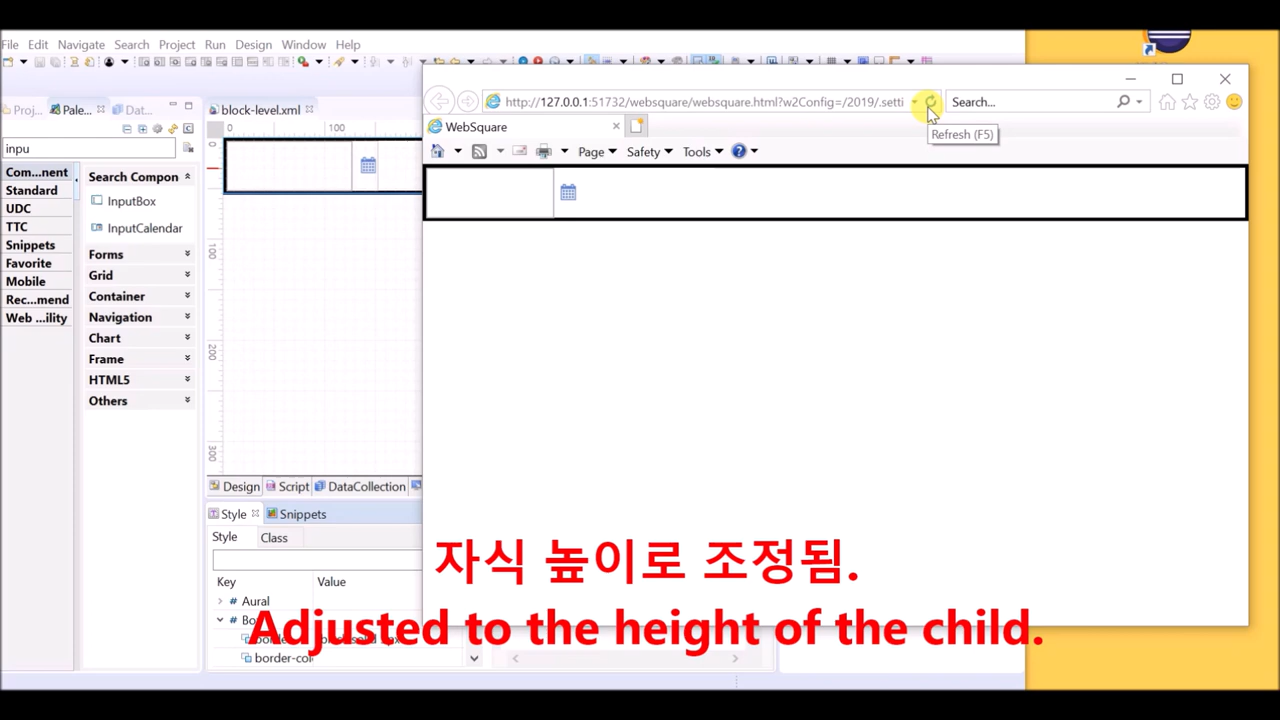 File Edit Navigate Search Project Run Design Window Help
Proj... Pale... Dat...
block-level.xml
0 100
http://127.0.0.1:51732/websquare/websquare.html?w2Config=/2019/.setti
Search...
WebSquare
Refresh (F5)
inpu
Page Safety Tools
Com...nent
Standard
UDC
TTC
Snippets
Favorite
Mobile
Rec...mend
Web ...ility
Search Compon
InputBox
InputCalendar
Forms
Grid
Container
Navigation
Chart
Frame
HTML5
Others
0
100
200
300
Design Script DataCollection
Style Snippets
Style Class
Key Value
# Aural
border-col
자식 높이로 조정됨.
Adjusted to the height of the child.